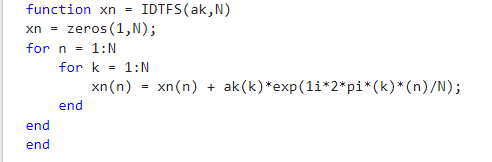 function xn = IDTFS(ak,N)
xn = zeros(1,N);
for n = 1:N
    for k = 1:N
        xn(n) = xn(n) + ak(k)*exp(1i*2*pi*(k)*(n)/N);
    end
end
end